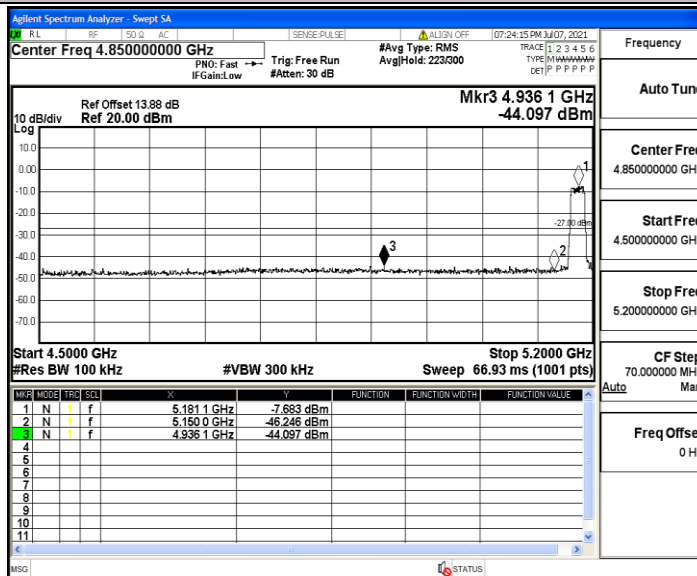 Agilent Spectrum Analyzer - Swept SA
RL RF 50 Ω AC SENSE:PULSE ALIGN OFF 07:24:15 PM Jul 07, 2021
Center Freq 4.850000000 GHz
PNO: Fast
IFGain:Low
Trig: Free Run
#Atten: 30 dB
#Avg Type: RMS
Avg|Hold: 223/300
TRACE 1 2 3 4 5 6
TYPE M
DET P P P P P P
Frequency
Auto Tune
Ref Offset 13.88 dB
10 dB/div Ref 20.00 dBm
Log
Mkr3 4.936 1 GHz
-44.097 dBm
10.0
0.00
-10.0
-20.0
-30.0
-40.0
-50.0
-60.0
-70.0
1
-27.00 dBm
2
3
Center Freq
4.850000000 GH
Start Freq
4.500000000 GH
Stop Freq
5.200000000 GH
Start 4.5000 GHz Stop 5.2000 GHz
#Res BW 100 kHz #VBW 300 kHz Sweep 66.93 ms (1001 pts)
CF Step
70.000000 MH
Auto Man
Freq Offse
0 H
MKR MODE TRC SCL X Y FUNCTION FUNCTION WIDTH FUNCTION VALUE
1 N 1 f 5.181 1 GHz -7.683 dBm
2 N 1 f 5.150 0 GHz -46.246 dBm
3 N 1 f 4.936 1 GHz -44.097 dBm
4
5
6
7
8
9
10
11
MSG STATUS